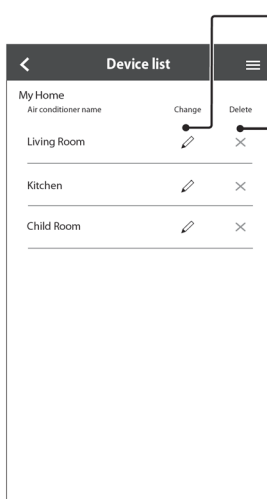 Device list
My Home
Air conditioner name Change Delete
Living Room
Kitchen
Child Room